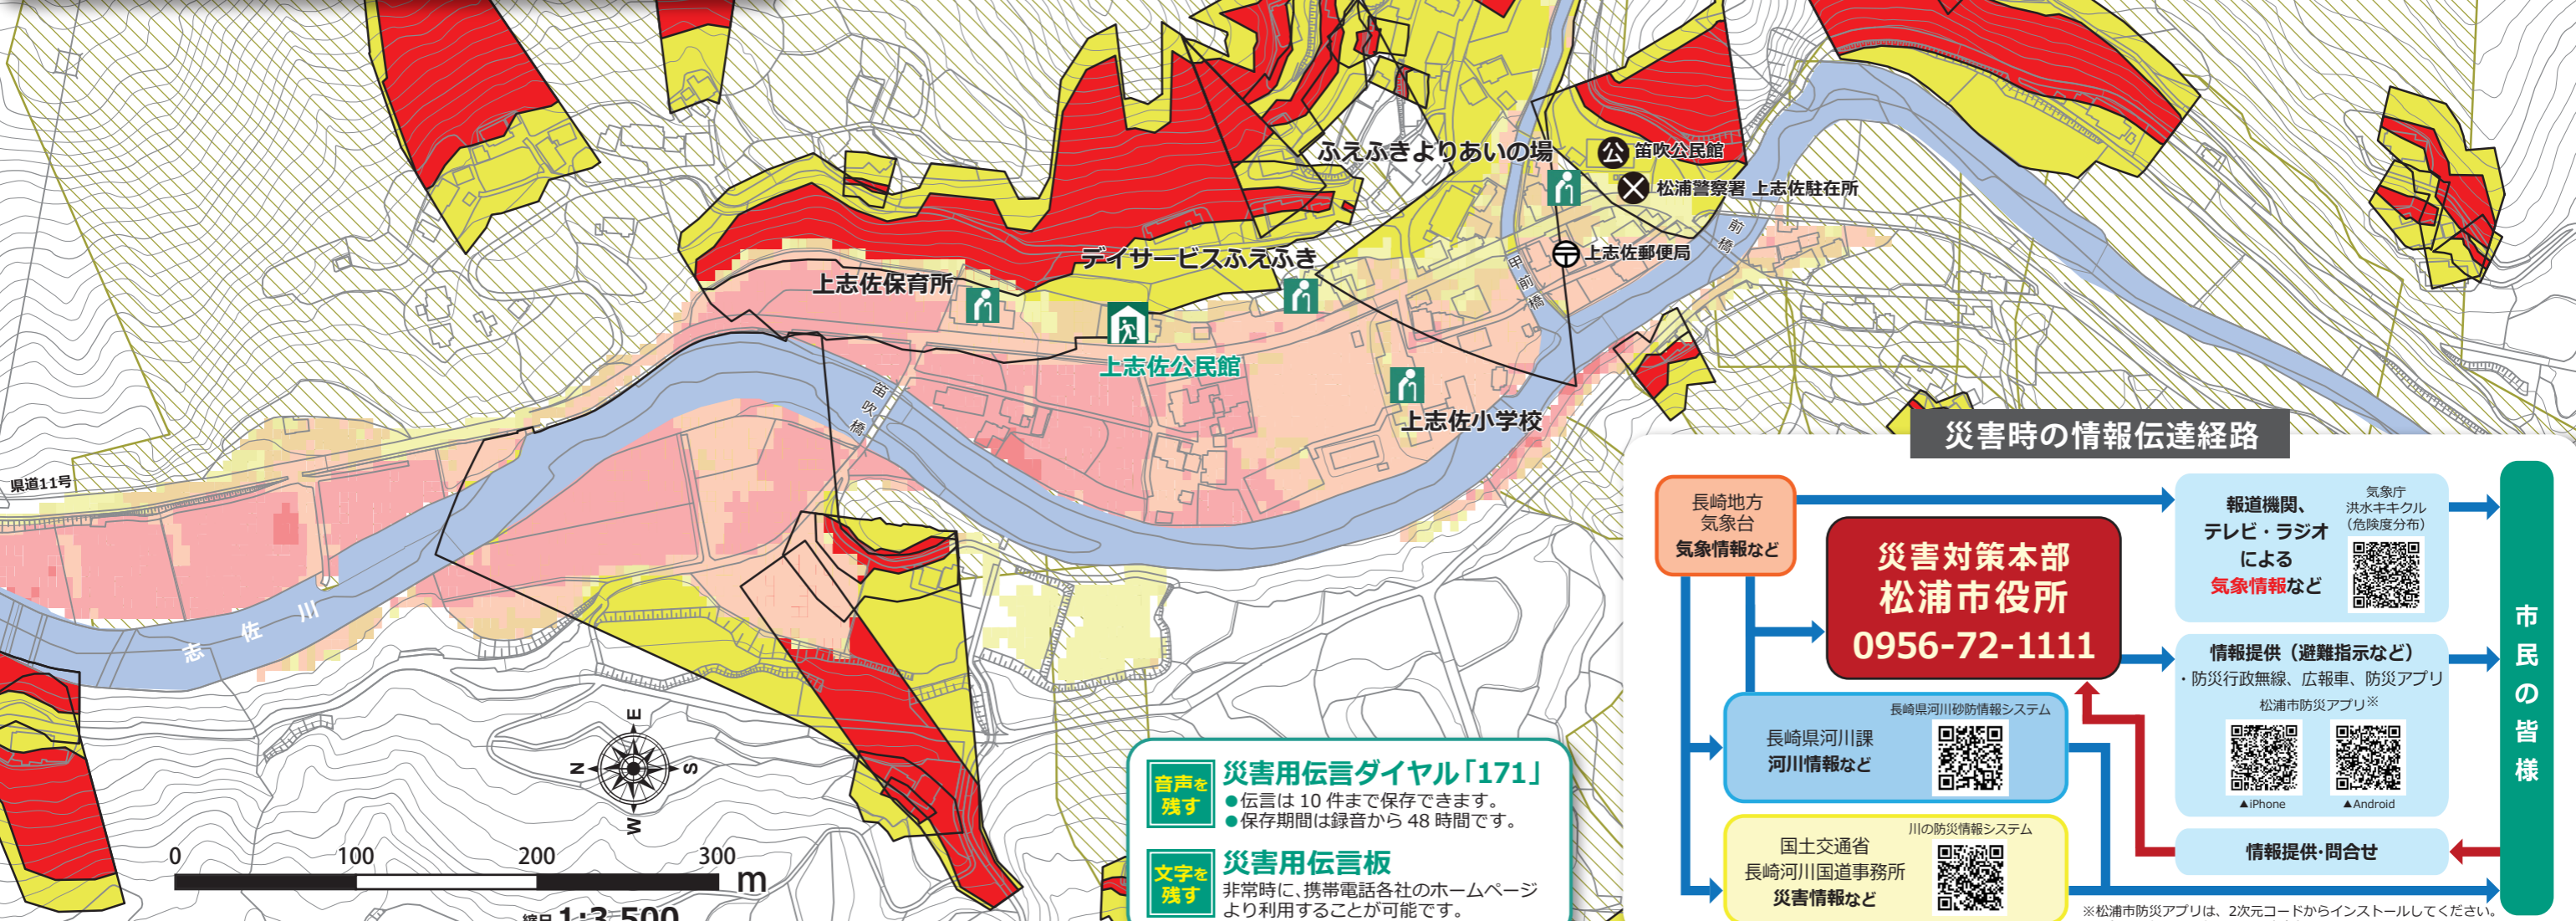 ふえふきよりあいの場
公
笛吹公民館
松浦警察署 上志佐駐在所
前橋
上志佐郵便局
甲前橋
デイサービスふえふき
上志佐保育所
上志佐公民館
笛吹橋
上志佐小学校
県道11号
志佐川
E
N
S
W
0
100
200
300
m
縮尺 1:3,500
音声を
残す
災害用伝言ダイヤル「171」
●伝言は 10 件まで保存できます。
●保存期間は録音から 48 時間です。
文字を
残す
災害用伝言板
非常時に、携帯電話各社のホームページ
より利用することが可能です。
災害時の情報伝達経路
長崎地方
気象台
気象情報など
災害対策本部
松浦市役所
0956-72-1111
報道機関、
テレビ・ラジオ
による
気象情報など
気象庁
洪水キキクル
（危険度分布）
情報提供（避難指示など）
・防災行政無線、広報車、防災アプリ
松浦市防災アプリ※
▲iPhone
▲Android
長崎県河川砂防情報システム
長崎県河川課
河川情報など
川の防災情報システム
国土交通省
長崎河川国道事務所
災害情報など
情報提供・問合せ
市民の皆様
※松浦市防災アプリは、2次元コードからインストールしてください。